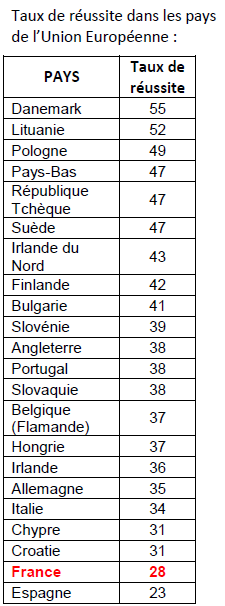 Taux de réussite dans les pays
de l’Union Européenne :
PAYS Taux de
réussite
Danemark 55
Lituanie 52
Pologne 49
Pays-Bas 47
République
Tchèque 47
Suède 47
Irlande du
Nord 43
Finlande 42
Bulgarie 41
Slovénie 39
Angleterre 38
Portugal 38
Slovaquie 38
Belgique
(Flamande) 37
Hongrie 37
Irlande 36
Allemagne 35
Italie 34
Chypre 31
Croatie 31
France 28
Espagne 23